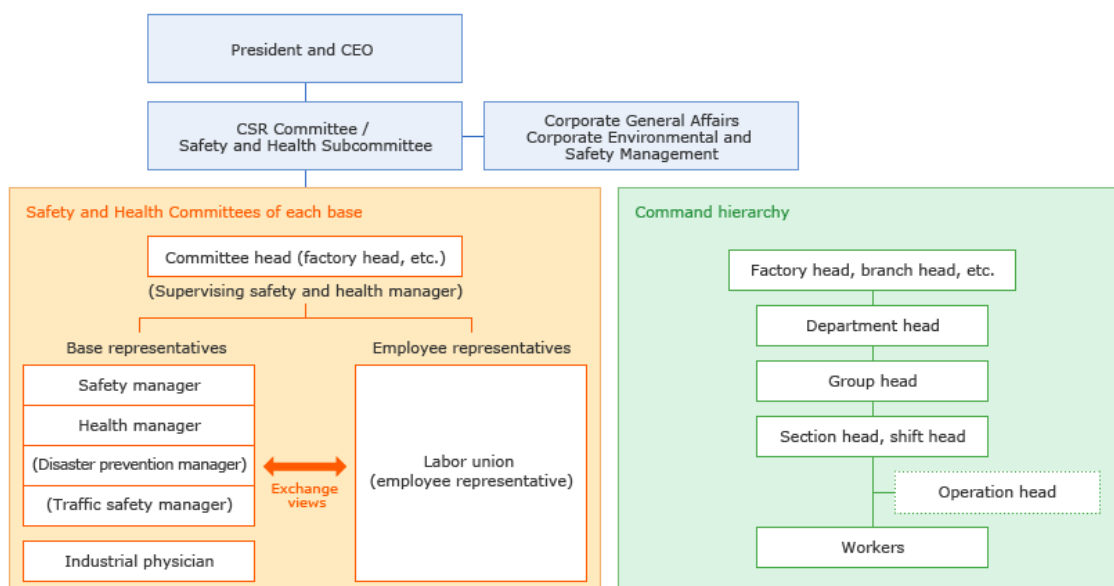 President and CEO
CSR Committee /
Safety and Health Subcommittee
Corporate General Affairs
Corporate Environmental and
Safety Management
Safety and Health Committees of each base
Committee head (factory head, etc.)
(Supervising safety and health manager)
Base representatives
Employee representatives
Safety manager
Health manager
(Disaster prevention manager)
(Traffic safety manager)
Industrial physician
Exchange
views
Labor union
(employee representative)
Command hierarchy
Factory head, branch head, etc.
Department head
Group head
Section head, shift head
Operation head
Workers